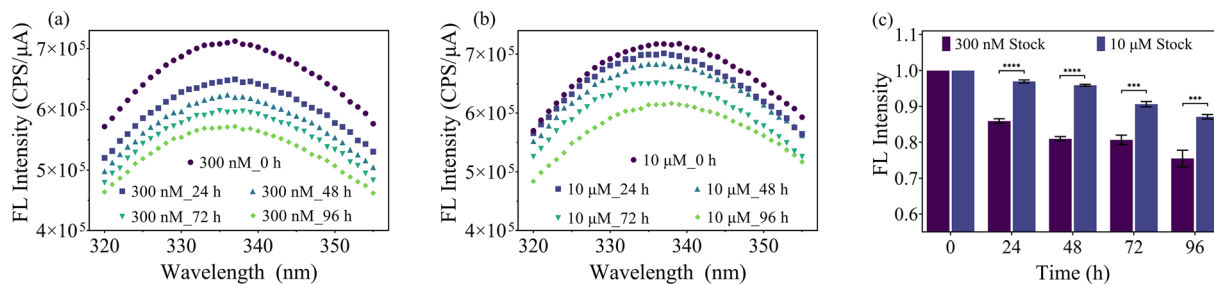 (a)
FL Intensity (CPS/μA)
7×10⁵
6×10⁵
5×10⁵
4×10⁵
300 nM_0 h
300 nM_24 h 300 nM_48 h
300 nM_72 h 300 nM_96 h
320 330 340 350
Wavelength (nm)
(b)
FL Intensity (CPS/μA)
7×10⁵
6×10⁵
5×10⁵
4×10⁵
10 μM_0 h
10 μM_24 h 10 μM_48 h
10 μM_72 h 10 μM_96 h
320 330 340 350
Wavelength (nm)
(c)
FL Intensity
1.1
1.0
0.9
0.8
0.7
0.6
300 nM Stock 10 μM Stock
**** **** *** ***
0 24 48 72 96
Time (h)